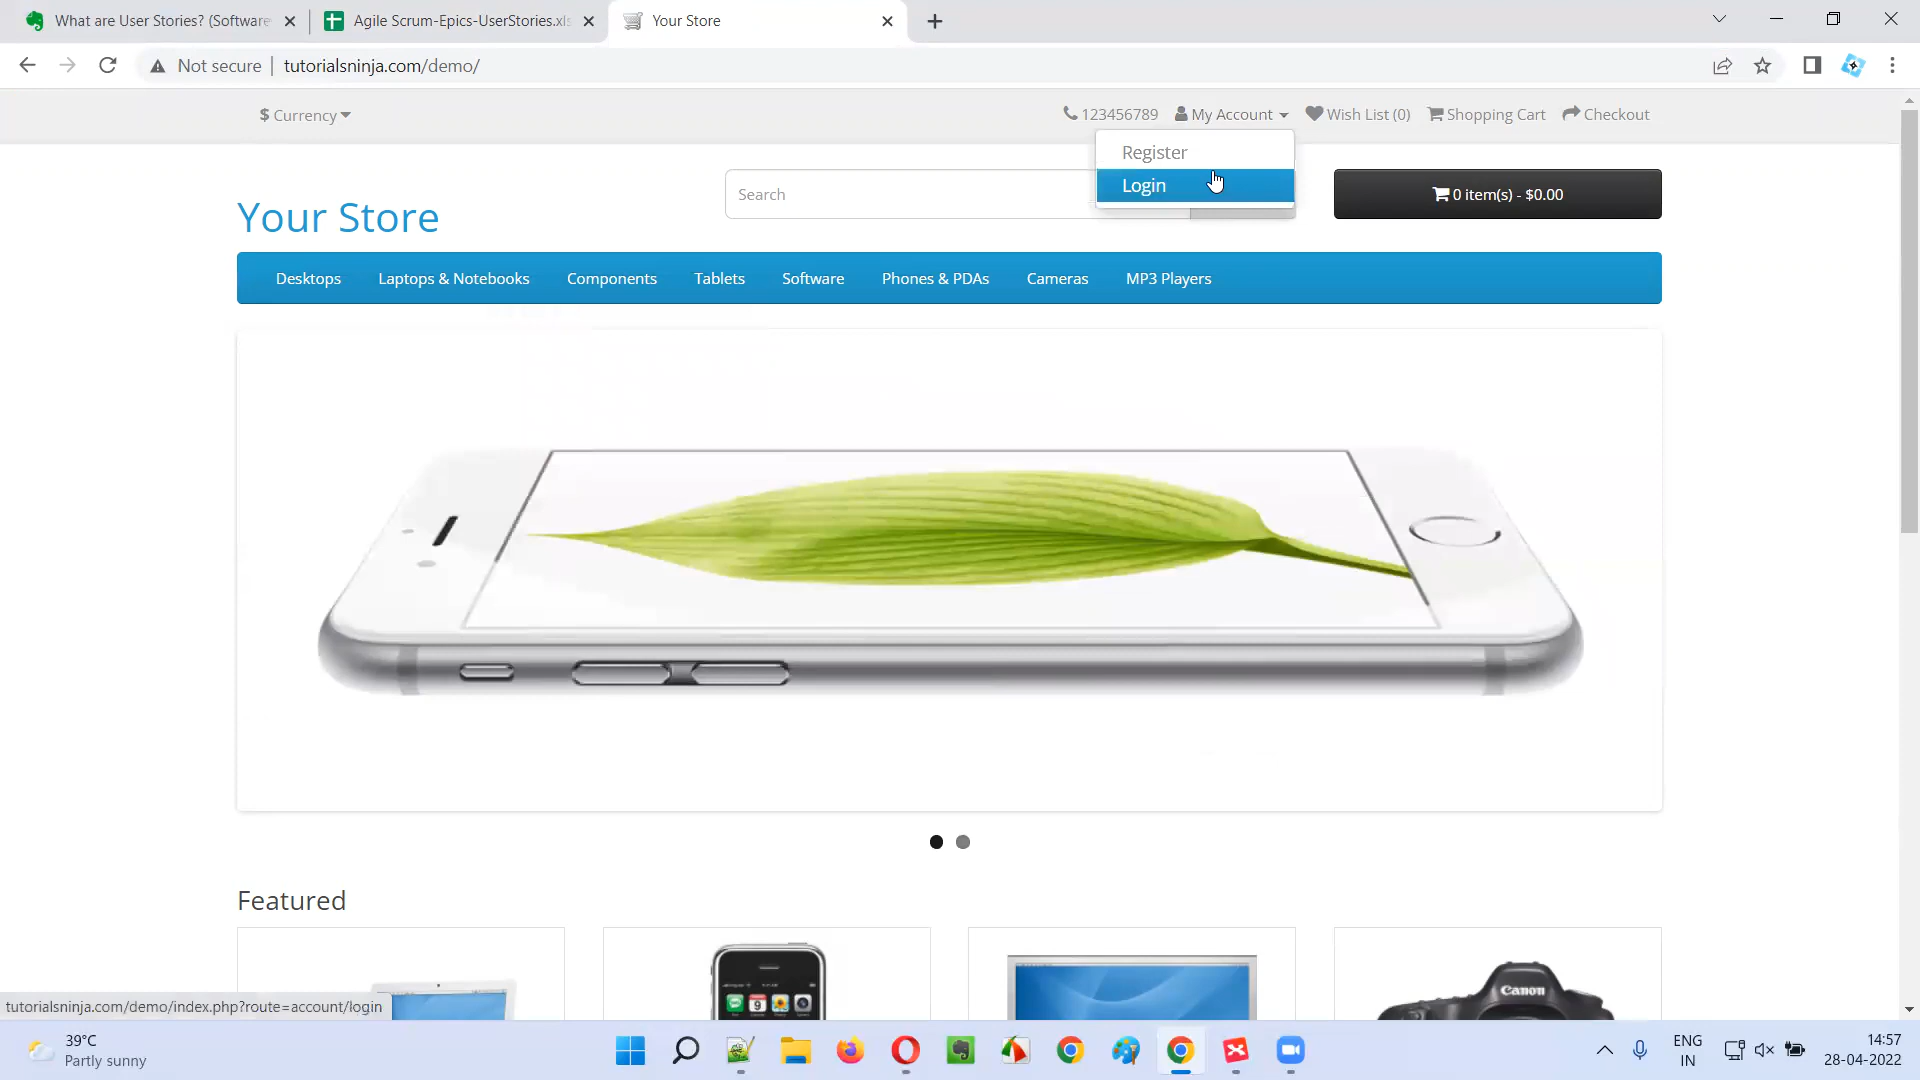 What are User Stories? (Software
Agile Scrum-Epics-UserStories.xls
Your Store
Not secure
tutorialsninja.com/demo/
$ Currency
123456789
My Account
Wish List (0)
Shopping Cart
Checkout
Register
Login
Your Store
Search
0 item(s) - $0.00
Desktops
Laptops & Notebooks
Components
Tablets
Software
Phones & PDAs
Cameras
MP3 Players
Featured
Canon
tutorialsninja.com/demo/index.php?route=account/login
39°C
Partly sunny
ENG
IN
14:57
28-04-2022